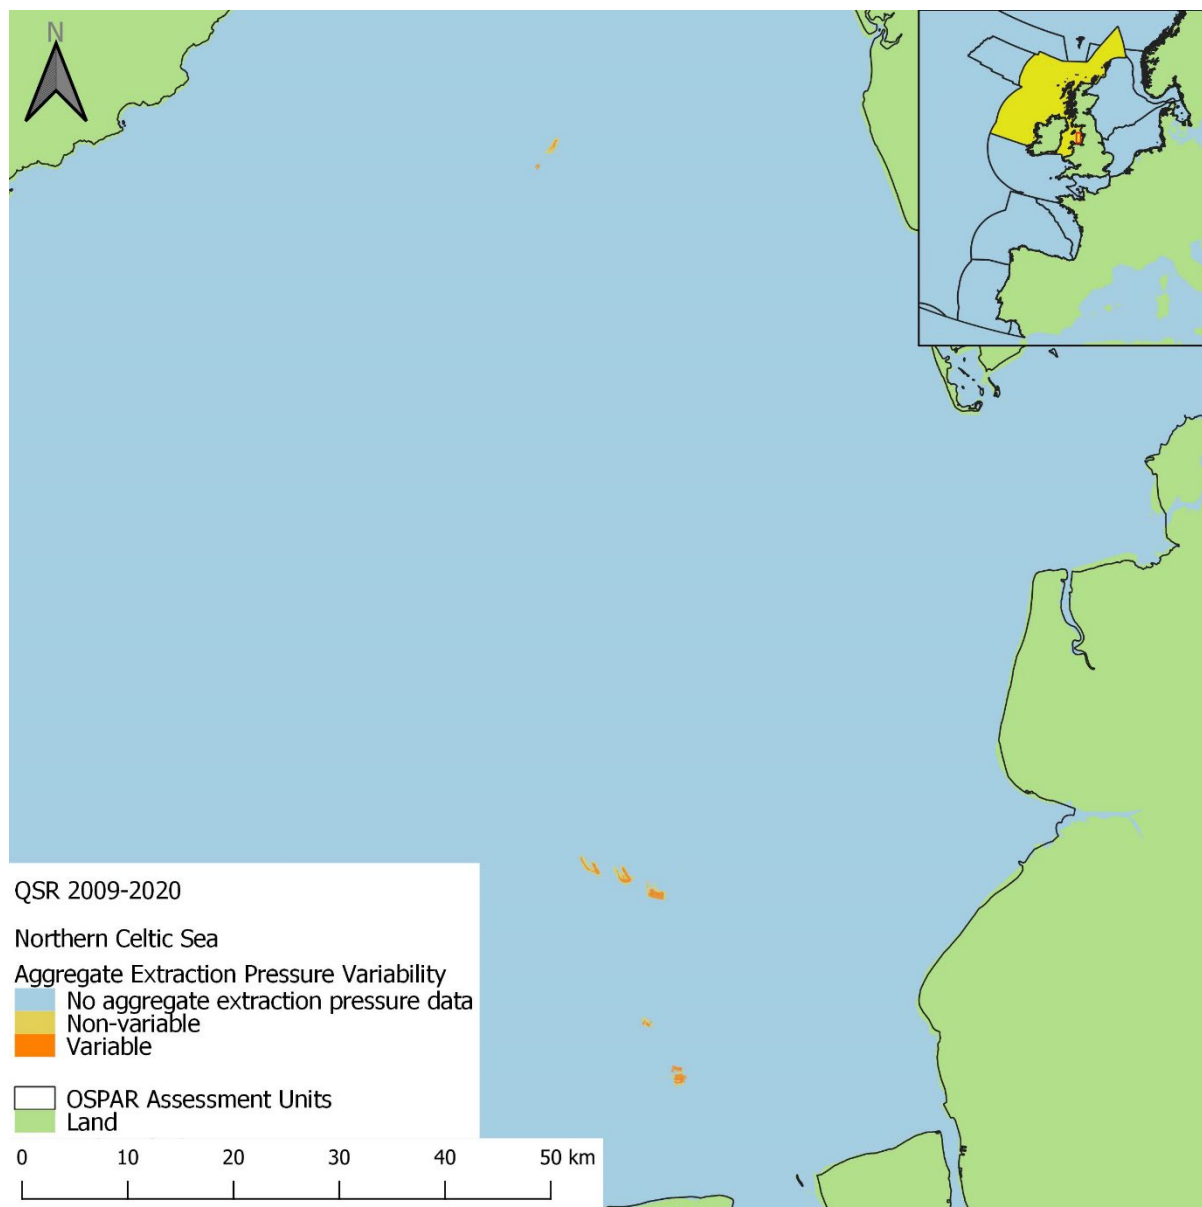 N
QSR 2009-2020
Northern Celtic Sea
Aggregate Extraction Pressure Variability
No aggregate extraction pressure data
Non-variable
Variable
OSPAR Assessment Units
Land
0 10 20 30 40 50 km